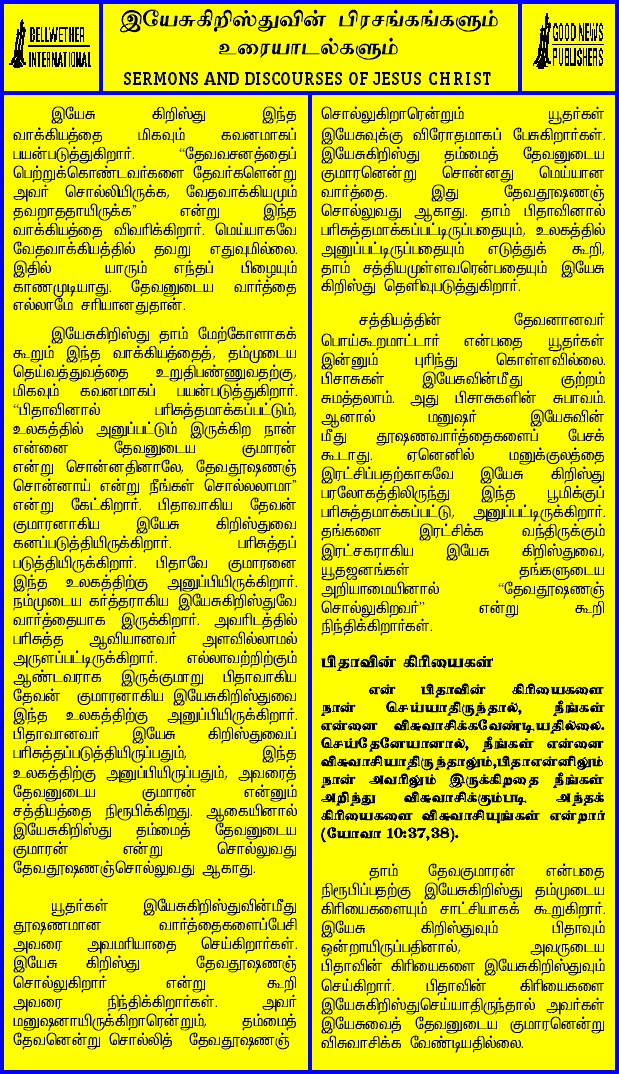 BELLWETHER
INTERNATIONAL
இயேசுகிறிஸ்துவின் பிரசங்கங்களும்
உரையாடல்களும்
SERMONS AND DISCOURSES OF JESUS CHRIST
GOOD NEWS
PUBLISHERS
இயேசு கிறிஸ்து இந்த
வாக்கியத்தை மிகவும் கவனமாகப்
பயன்படுத்துகிறார். “தேவவசனத்தைப்
பெற்றுக்கொண்டவர்களை தேவர்களென்று
அவர் சொல்லியிருக்க, வேதவாக்கியமும்
தவறாததாயிருக்க” என்று இந்த
வாக்கியத்தை விவரிக்கிறார். மெய்யாகவே
வேதவாக்கியத்தில் தவறு எதுவுமில்லை.
இதில் யாரும் எந்தப் பிழையும்
காணமுடியாது. தேவனுடைய வார்த்தை
எல்லாமே சரியானதுதான்.
இயேசுகிறிஸ்து தாம் மேற்கோளாகக்
கூறும் இந்த வாக்கியத்தைத், தம்முடைய
தெய்வத்துவத்தை உறுதிபண்ணுவதற்கு,
மிகவும் கவனமாகப் பயன்படுத்துகிறார்.
“பிதாவினால் பரிசுத்தமாக்கப்பட்டும்,
உலகத்தில் அனுப்பட்டும் இருக்கிற நான்
என்னை தேவனுடைய குமாரன்
என்று சொன்னதினாலே, தேவதூஷணஞ்
சொன்னாய் என்று நீங்கள் சொல்லலாமா”
என்று கேட்கிறார். பிதாவாகிய தேவன்
குமாரனாகிய இயேசு கிறிஸ்துவை
கனப்படுத்தியிருக்கிறார். பரிசுத்தப்
படுத்தியிருக்கிறார். பிதாவே குமாரனை
இந்த உலகத்திற்கு அனுப்பியிருக்கிறார்.
நம்முடைய கர்த்தராகிய இயேசுகிறிஸ்துவே
வார்த்தையாக இருக்கிறார். அவரிடத்தில்
பரிசுத்த ஆவியானவர் அளவில்லாமல்
அருளப்பட்டிருக்கிறார். எல்லாவற்றிற்கும்
ஆண்டவராக இருக்குமாறு பிதாவாகிய
தேவன் குமாரனாகிய இயேசுகிறிஸ்துவை
இந்த உலகத்திற்கு அனுப்பியிருக்கிறார்.
பிதாவானவர் இயேசு கிறிஸ்துவைப்
பரிசுத்தப்படுத்தியிருப்பதும், இந்த
உலகத்திற்கு அனுப்பியிருப்பதும், அவரைத்
தேவனுடைய குமாரன் என்னும்
சத்தியத்தை நிரூபிக்கிறது. ஆகையினால்
இயேசுகிறிஸ்து தம்மைத் தேவனுடைய
குமாரன் என்று சொல்லுவது
தேவதூஷணஞ்சொல்லுவது ஆகாது.
யூதர்கள் இயேசுகிறிஸ்துவின்மீது
தூஷணமான வார்த்தைகளைப்பேசி
அவரை அவமரியாதை செய்கிறார்கள்.
இயேசு கிறிஸ்து தேவதூஷணஞ்
சொல்லுகிறார் என்று கூறி
அவரை நிந்திக்கிறார்கள். அவர்
மனுஷனாயிருக்கிறாரென்றும், தம்மைத்
தேவனென்று சொல்லித் தேவதூஷணஞ்
சொல்லுகிறாரென்றும் யூதர்கள்
இயேசுவுக்கு விரோதமாகப் பேசுகிறார்கள்.
இயேசுகிறிஸ்து தம்மைத் தேவனுடைய
குமாரனென்று சொன்னது மெய்யான
வார்த்தை. இது தேவதூஷணஞ்
சொல்லுவது ஆகாது. தாம் பிதாவினால்
பரிசுத்தமாக்கப்பட்டிருப்பதையும், உலகத்தில்
அனுப்பட்டிருப்பதையும் எடுத்துக் கூறி,
தாம் சத்தியமுள்ளவரென்பதையும் இயேசு
கிறிஸ்து தெளிவுபடுத்துகிறார்.
சத்தியத்தின் தேவனானவர்
பொய்கூறமாட்டார் என்பதை யூதர்கள்
இன்னும் புரிந்து கொள்ளவில்லை.
பிசாசுகள் இயேசுவின்மீது குற்றம்
சுமத்தலாம். அது பிசாசுகளின் சுபாவம்.
ஆனால் மனுஷர் இயேசுவின்
மீது தூஷணவார்த்தைகளைப் பேசக்
கூடாது. ஏனெனில் மனுக்குலத்தை
இரட்சிப்பதற்காகவே இயேசு கிறிஸ்து
பரலோகத்திலிருந்து இந்த பூமிக்குப்
பரிசுத்தமாக்கப்பட்டு, அனுப்பட்டிருக்கிறார்.
தங்களை இரட்சிக்க வந்திருக்கும்
இரட்சகராகிய இயேசு கிறிஸ்துவை,
யூதஜனங்கள் தங்களுடைய
அறியாமையினால் “தேவதூஷணஞ்
சொல்லுகிறவர்” என்று கூறி
நிந்திக்கிறார்கள்.
பிதாவின் கிரியைகள்
என் பிதாவின் கிரியைகளை
நான் செய்யாதிருந்தால், நீங்கள்
என்னை விசுவாசிக்கவேண்டியதில்லை.
செய்தேனேயானால், நீங்கள் என்னை
விசுவாசியாதிருந்தாலும்,பிதாஎன்னிலும்
நான் அவரிலும் இருக்கிறதை நீங்கள்
அறிந்து விசுவாசிக்கும்படி அந்தக்
கிரியைகளை விசுவாசியுங்கள் என்றார்
(யோவா 10:37,38).
தாம் தேவகுமாரன் என்பதை
நிரூபிப்பதற்கு இயேசுகிறிஸ்து தம்முடைய
கிரியைகளையும் சாட்சியாகக் கூறுகிறார்.
இயேசு கிறிஸ்துவும் பிதாவும்
ஒன்றாயிருப்பதினால், அவருடைய
பிதாவின் கிரியைகளை இயேசுகிறிஸ்துவும்
செய்கிறார். பிதாவின் கிரியைகளை
இயேசுகிறிஸ்துசெய்யாதிருந்தால் அவர்கள்
இயேசுவைத் தேவனுடைய குமாரனென்று
விசுவாசிக்க வேண்டியதில்லை.